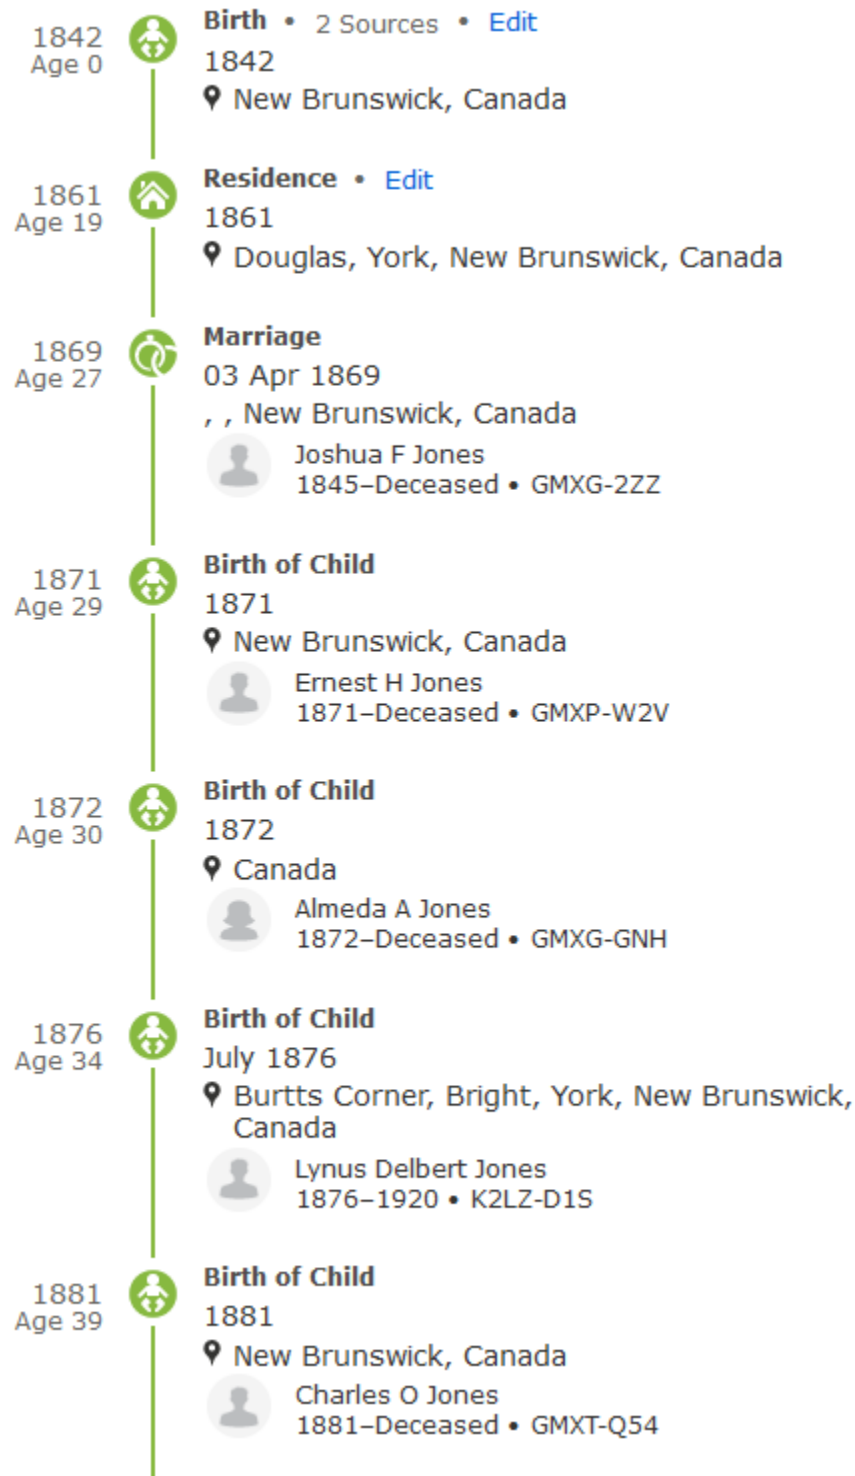 1842
Age 0
Birth • 2 Sources • Edit
1842
New Brunswick, Canada
1861
Age 19
Residence • Edit
1861
Douglas, York, New Brunswick, Canada
1869
Age 27
Marriage
03 Apr 1869
, , New Brunswick, Canada
Joshua F Jones
1845–Deceased • GMXG-2ZZ
1871
Age 29
Birth of Child
1871
New Brunswick, Canada
Ernest H Jones
1871–Deceased • GMXP-W2V
1872
Age 30
Birth of Child
1872
Canada
Almeda A Jones
1872–Deceased • GMXG-GNH
1876
Age 34
Birth of Child
July 1876
Burtts Corner, Bright, York, New Brunswick,
Canada
Lynus Delbert Jones
1876–1920 • K2LZ-D1S
1881
Age 39
Birth of Child
1881
New Brunswick, Canada
Charles O Jones
1881–Deceased • GMXT-Q54